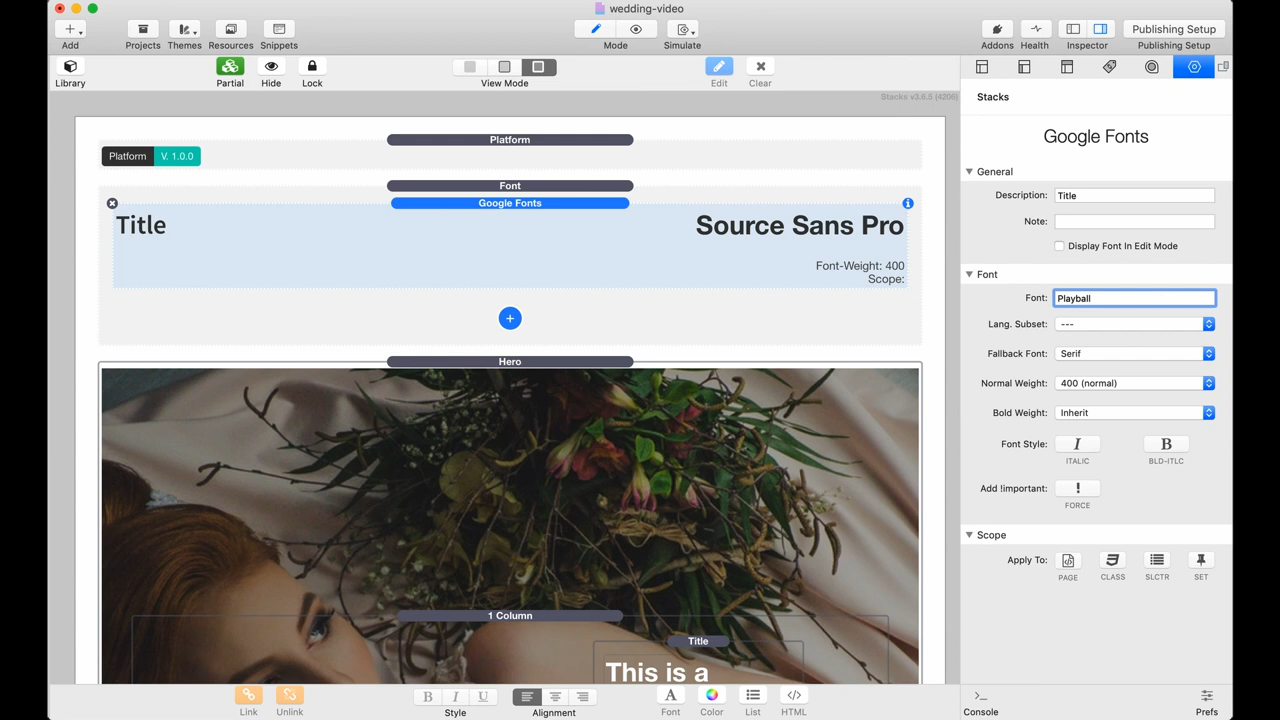 wedding-video
Add
Projects
Themes
Resources
Snippets
Mode
Simulate
Addons
Health
Inspector
Publishing Setup
Publishing Setup
Library
Partial
Hide
Lock
View Mode
Edit
Clear
Stacks v3.6.5 (4206)
Platform
Platform
V. 1.0.0
Font
Google Fonts
Title
Source Sans Pro
Font-Weight: 400
Scope:
Hero
1 Column
Title
This is a
Link
Unlink
B I U
Style
Alignment
A
Font
Color
List
HTML
Stacks
Google Fonts
General
Description: Title
Note:
Display Font In Edit Mode
Font
Font: Playball
Lang. Subset: ---
Fallback Font: Serif
Normal Weight: 400 (normal)
Bold Weight: Inherit
Font Style: I B
ITALIC BLD-ITLC
Add !important: !
FORCE
Scope
Apply To:
PAGE CLASS SLCTR SET
Console
Prefs